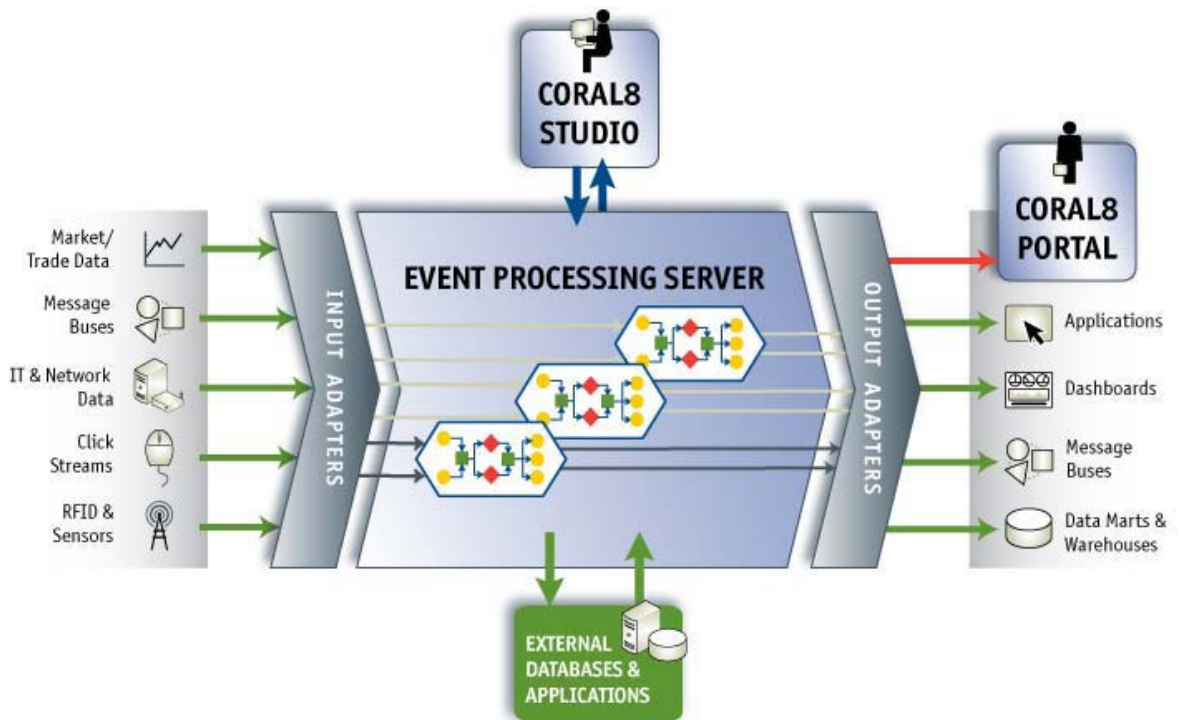 CORAL8
STUDIO
CORAL8
PORTAL
Market/
Trade Data
Message
Buses
IT & Network
Data
Click
Streams
RFID &
Sensors
INPUT ADAPTERS
EVENT PROCESSING SERVER
OUTPUT ADAPTERS
Applications
Dashboards
Message
Buses
Data Marts &
Warehouses
EXTERNAL
DATABASES &
APPLICATIONS